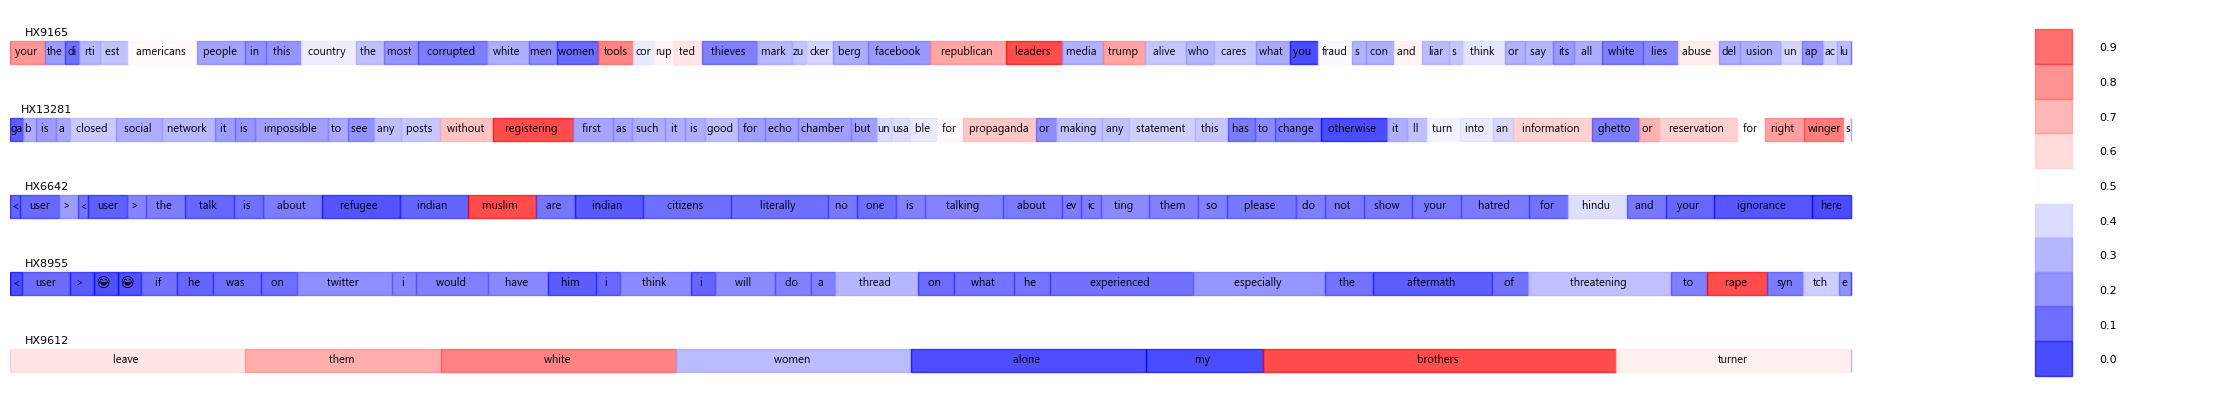 HX9165
your the di rti est americans people in this country the most corrupted white men women tools cor rup ted thieves mark zu cker berg facebook republican leaders media trump alive who cares what you fraud s con and liar s think or say its all white lies abuse del usion un ap ac lu
HX13281
ga b is a closed social network it is impossible to see any posts without registering first as such it is good for echo chamber but un usa ble for propaganda or making any statement this has to change otherwise it ll turn into an information ghetto or reservation for right winger s
HX6642
< user > < user > the talk is about refugee indian muslim are indian citizens literally no one is talking about ev ic ting them so please do not show your hatred for hindu and your ignorance here
HX8955
< user > 😂 😂 if he was on twitter i would have him i think i will do a thread on what he experienced especially the aftermath of threatening to rape syn tch e
HX9612
leave them white women alone my brothers turner
0.9
0.8
0.7
0.6
0.5
0.4
0.3
0.2
0.1
0.0